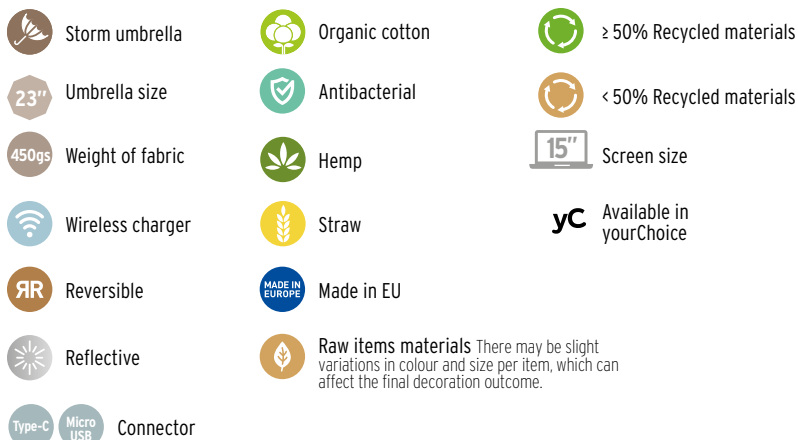 Storm umbrella
23"
Umbrella size
450gs
Weight of fabric
Wireless charger
RR
Reversible
Reflective
Type-C
Micro
USB
Connector
Organic cotton
Antibacterial
Hemp
Straw
MADE IN
EUROPE
Made in EU
Raw items materials There may be slight
variations in colour and size per item, which can
affect the final decoration outcome.
≥ 50% Recycled materials
< 50% Recycled materials
15"
Screen size
yC
Available in
yourChoice